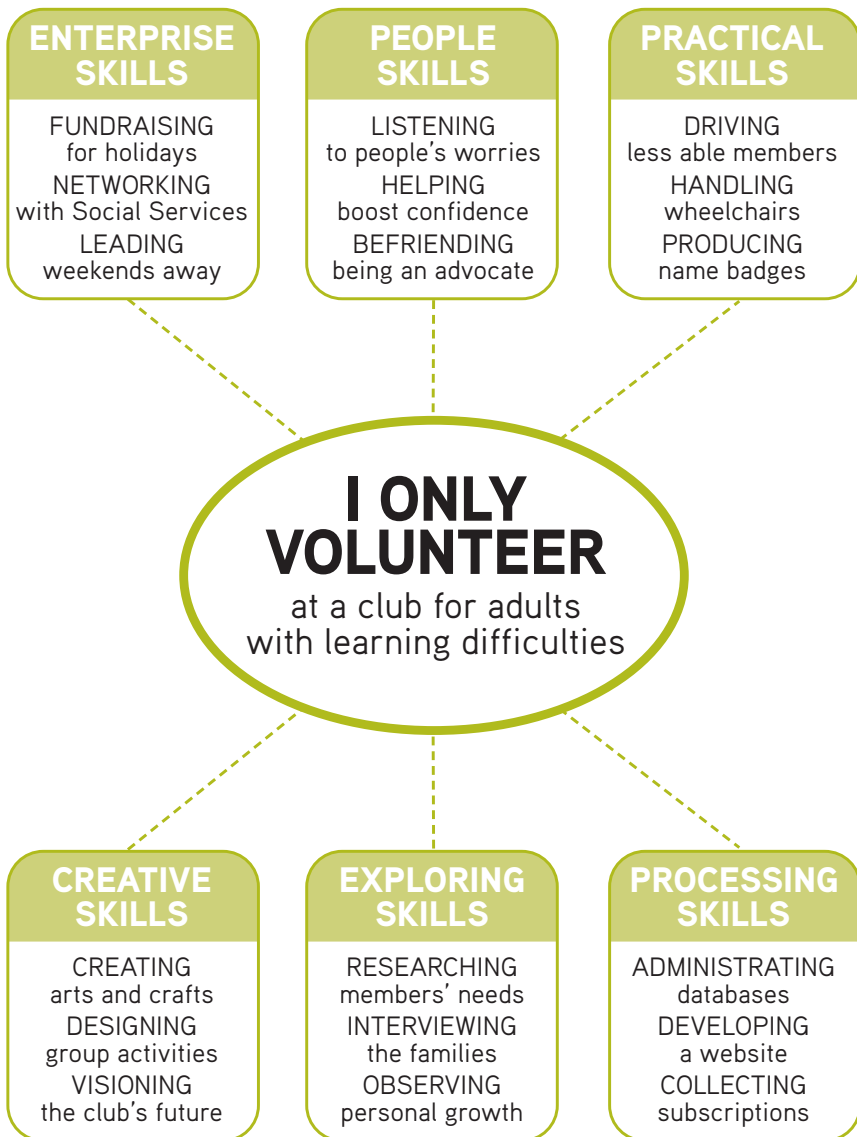 ENTERPRISE
SKILLS
FUNDRAISING
for holidays
NETWORKING
with Social Services
LEADING
weekends away
PEOPLE
SKILLS
LISTENING
to people's worries
HELPING
boost confidence
BEFRIENDING
being an advocate
PRACTICAL
SKILLS
DRIVING
less able members
HANDLING
wheelchairs
PRODUCING
name badges
I ONLY
VOLUNTEER
at a club for adults
with learning difficulties
CREATIVE
SKILLS
CREATING
arts and crafts
DESIGNING
group activities
VISIONING
the club's future
EXPLORING
SKILLS
RESEARCHING
members' needs
INTERVIEWING
the families
OBSERVING
personal growth
PROCESSING
SKILLS
ADMINISTRATING
databases
DEVELOPING
a website
COLLECTING
subscriptions